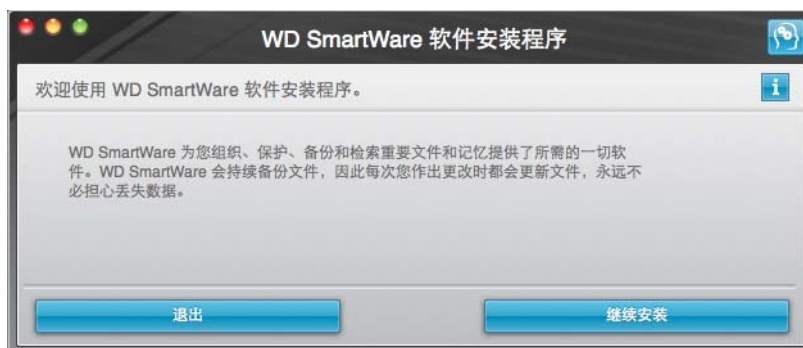 WD SmartWare 软件安装程序
欢迎使用 WD SmartWare 软件安装程序。
WD SmartWare 为您组织、保护、备份和检索重要文件和记忆提供了所需的一切软
件。WD SmartWare 会持续备份文件，因此每次您作出更改时都会更新文件，永远不
必担心丢失数据。
退出
继续安装